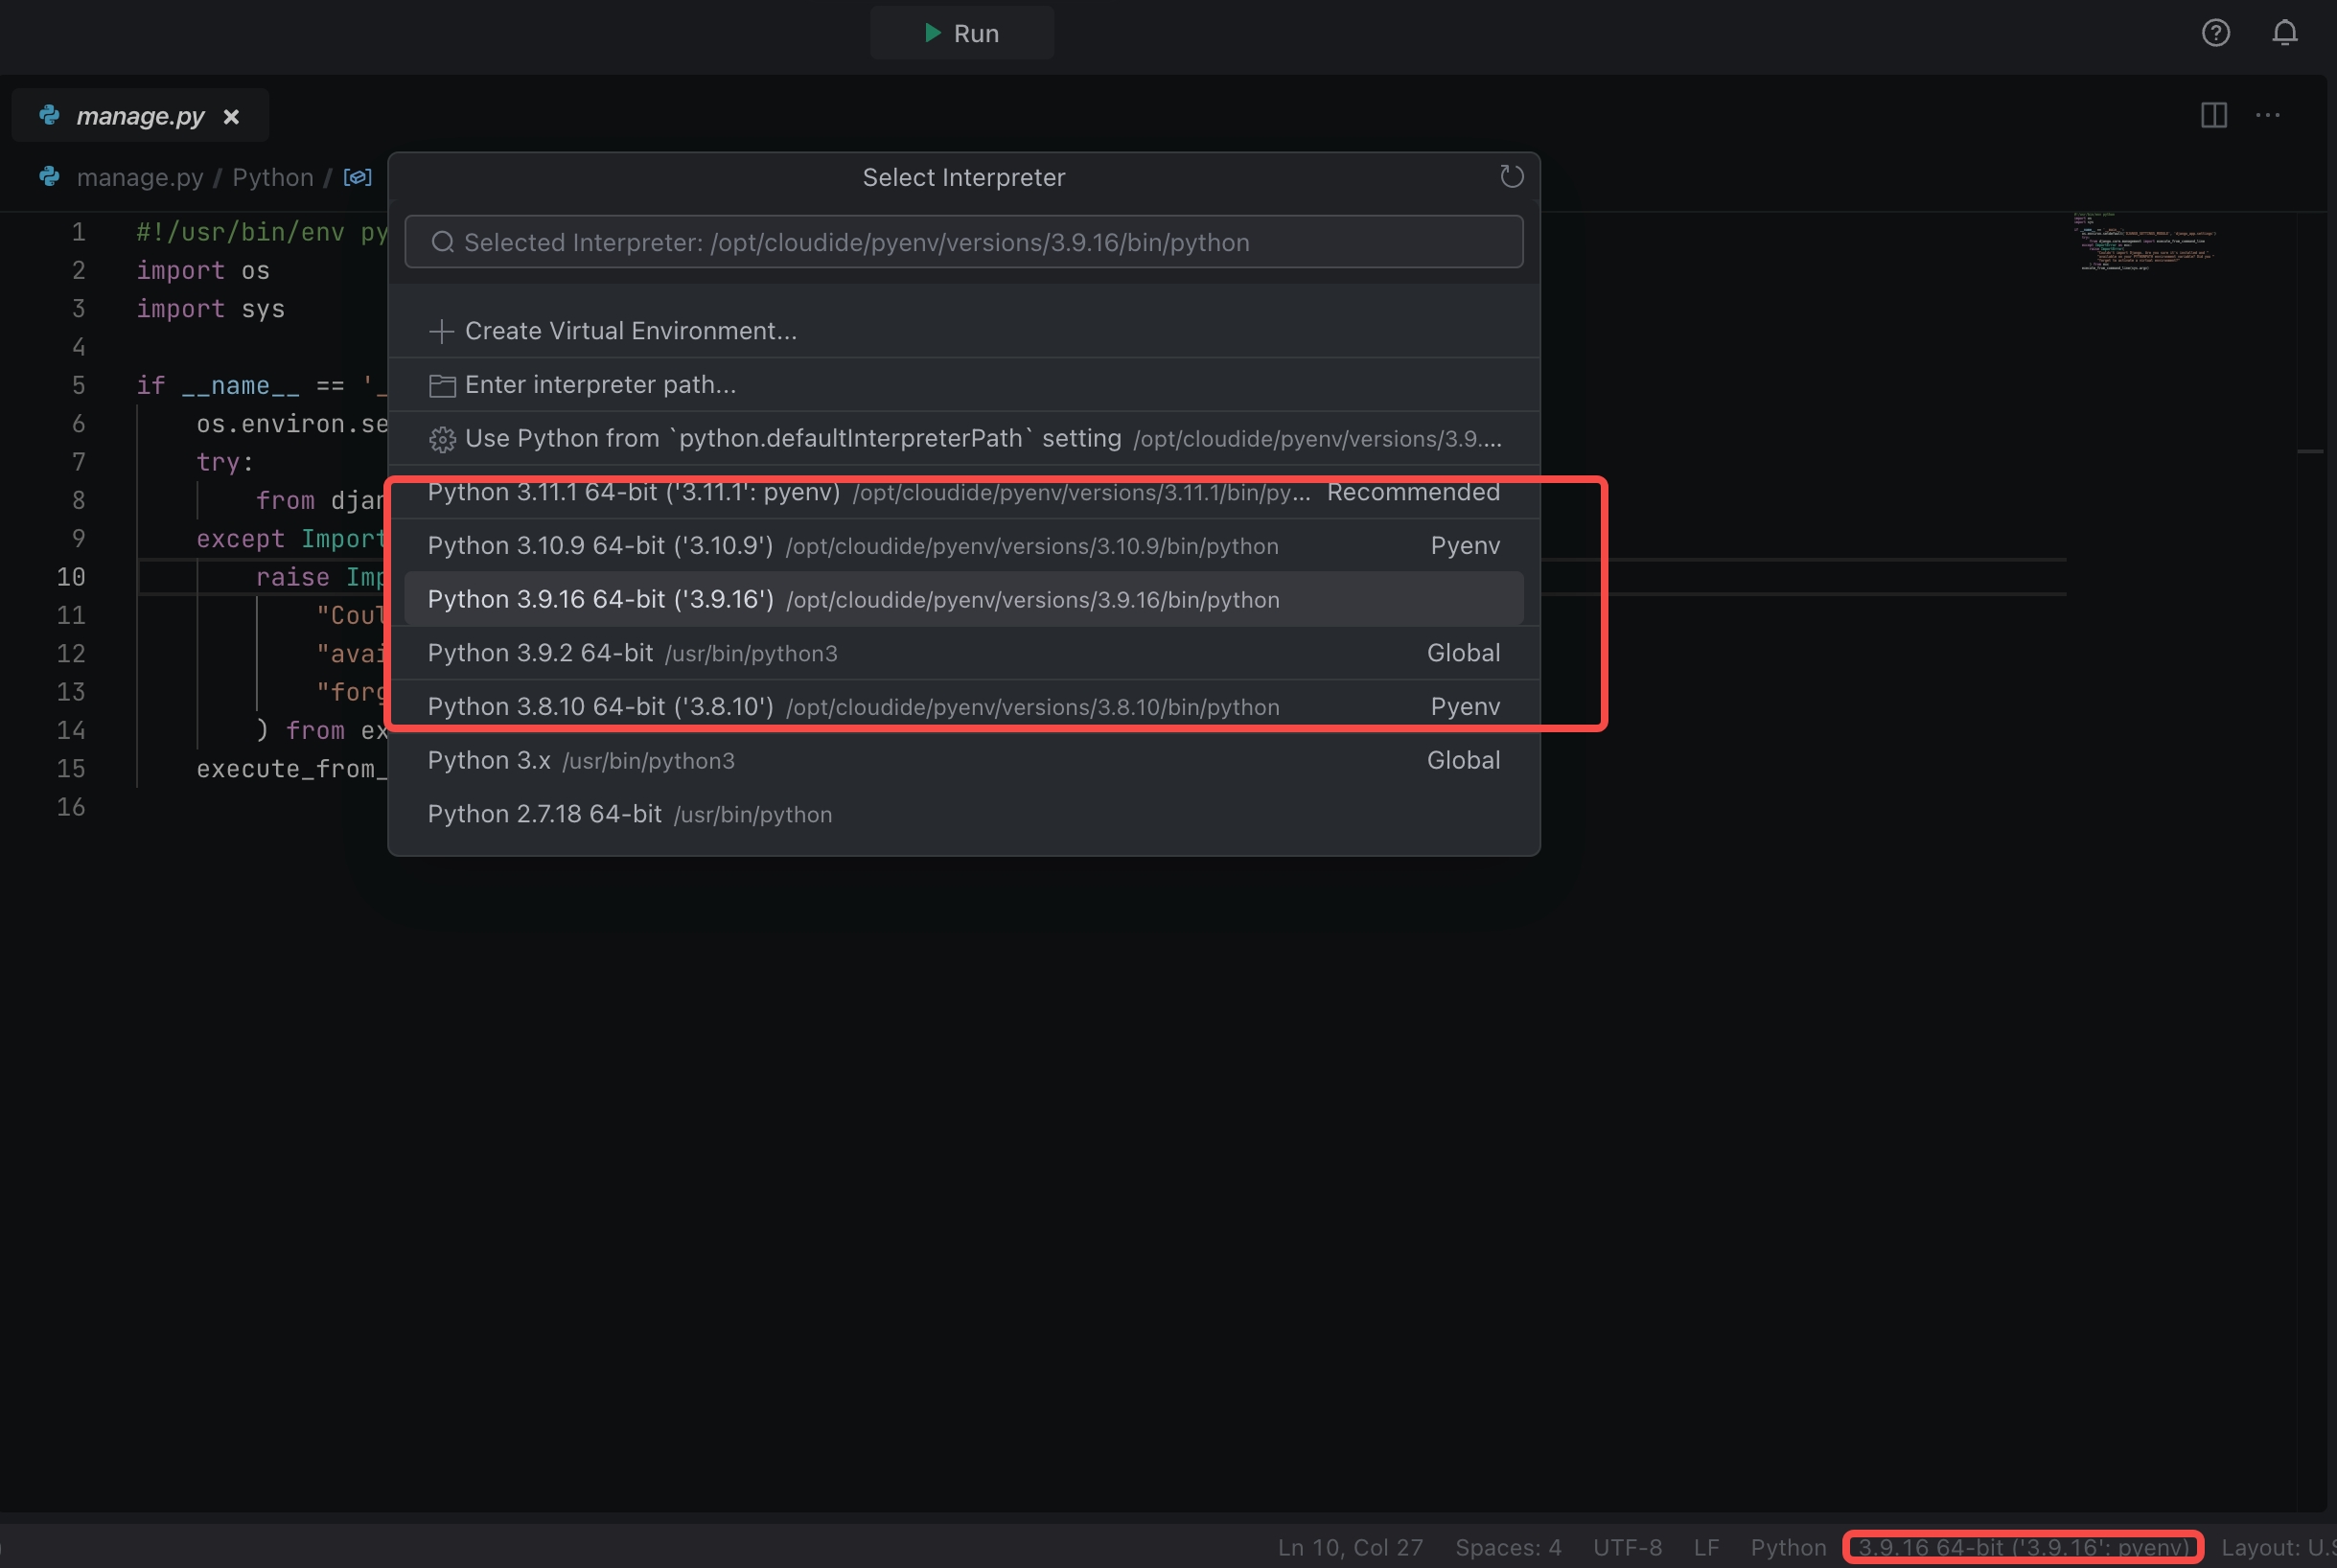 Run
manage.py
manage.py / Python /
Select Interpreter
Selected Interpreter: /opt/cloudide/pyenv/versions/3.9.16/bin/python
Create Virtual Environment...
Enter interpreter path...
Use Python from `python.defaultInterpreterPath` setting /opt/cloudide/pyenv/versions/3.9....
Python 3.11.1 64-bit ('3.11.1': pyenv) /opt/cloudide/pyenv/versions/3.11.1/bin/py... Recommended
Python 3.10.9 64-bit ('3.10.9') /opt/cloudide/pyenv/versions/3.10.9/bin/python Pyenv
Python 3.9.16 64-bit ('3.9.16') /opt/cloudide/pyenv/versions/3.9.16/bin/python
Python 3.9.2 64-bit /usr/bin/python3 Global
Python 3.8.10 64-bit ('3.8.10') /opt/cloudide/pyenv/versions/3.8.10/bin/python Pyenv
Python 3.x /usr/bin/python3 Global
Python 2.7.18 64-bit /usr/bin/python
1 #!/usr/bin/env py
2 import os
3 import sys
4
5 if __name__ == '_
6 os.environ.se
7 try:
8 from djan
9 except Import
10 raise Imp
11 "Coul
12 "avai
13 "forg
14 ) from ex
15 execute_from_
16
Ln 10, Col 27 Spaces: 4 UTF-8 LF Python 3.9.16 64-bit ('3.9.16': pyenv) Layout: U.S